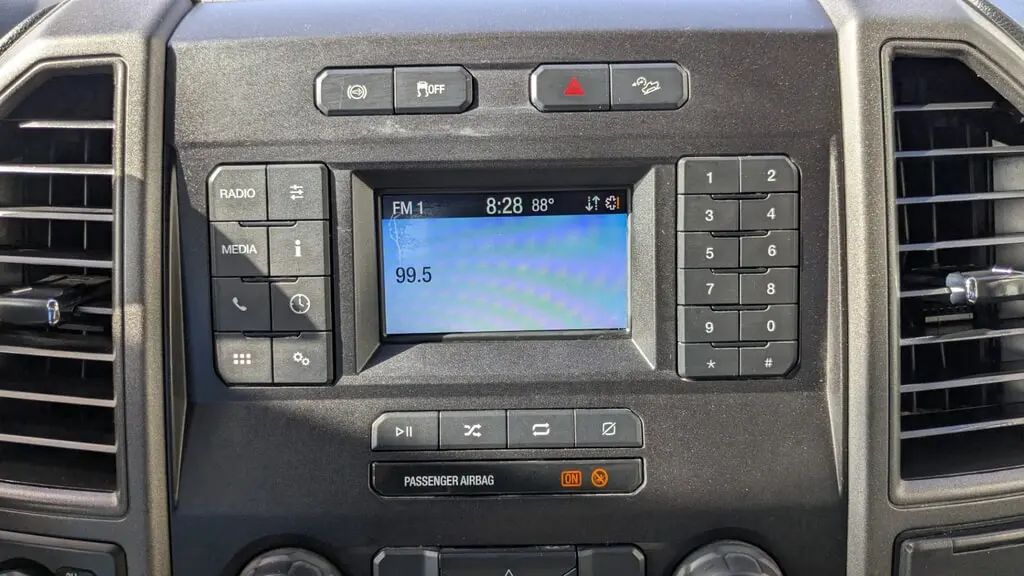 OFF
RADIO
MEDIA
FM 1 8:28 88°
99.5
1 2
3 4
5 6
7 8
9 0
* #
PASSENGER AIRBAG ON